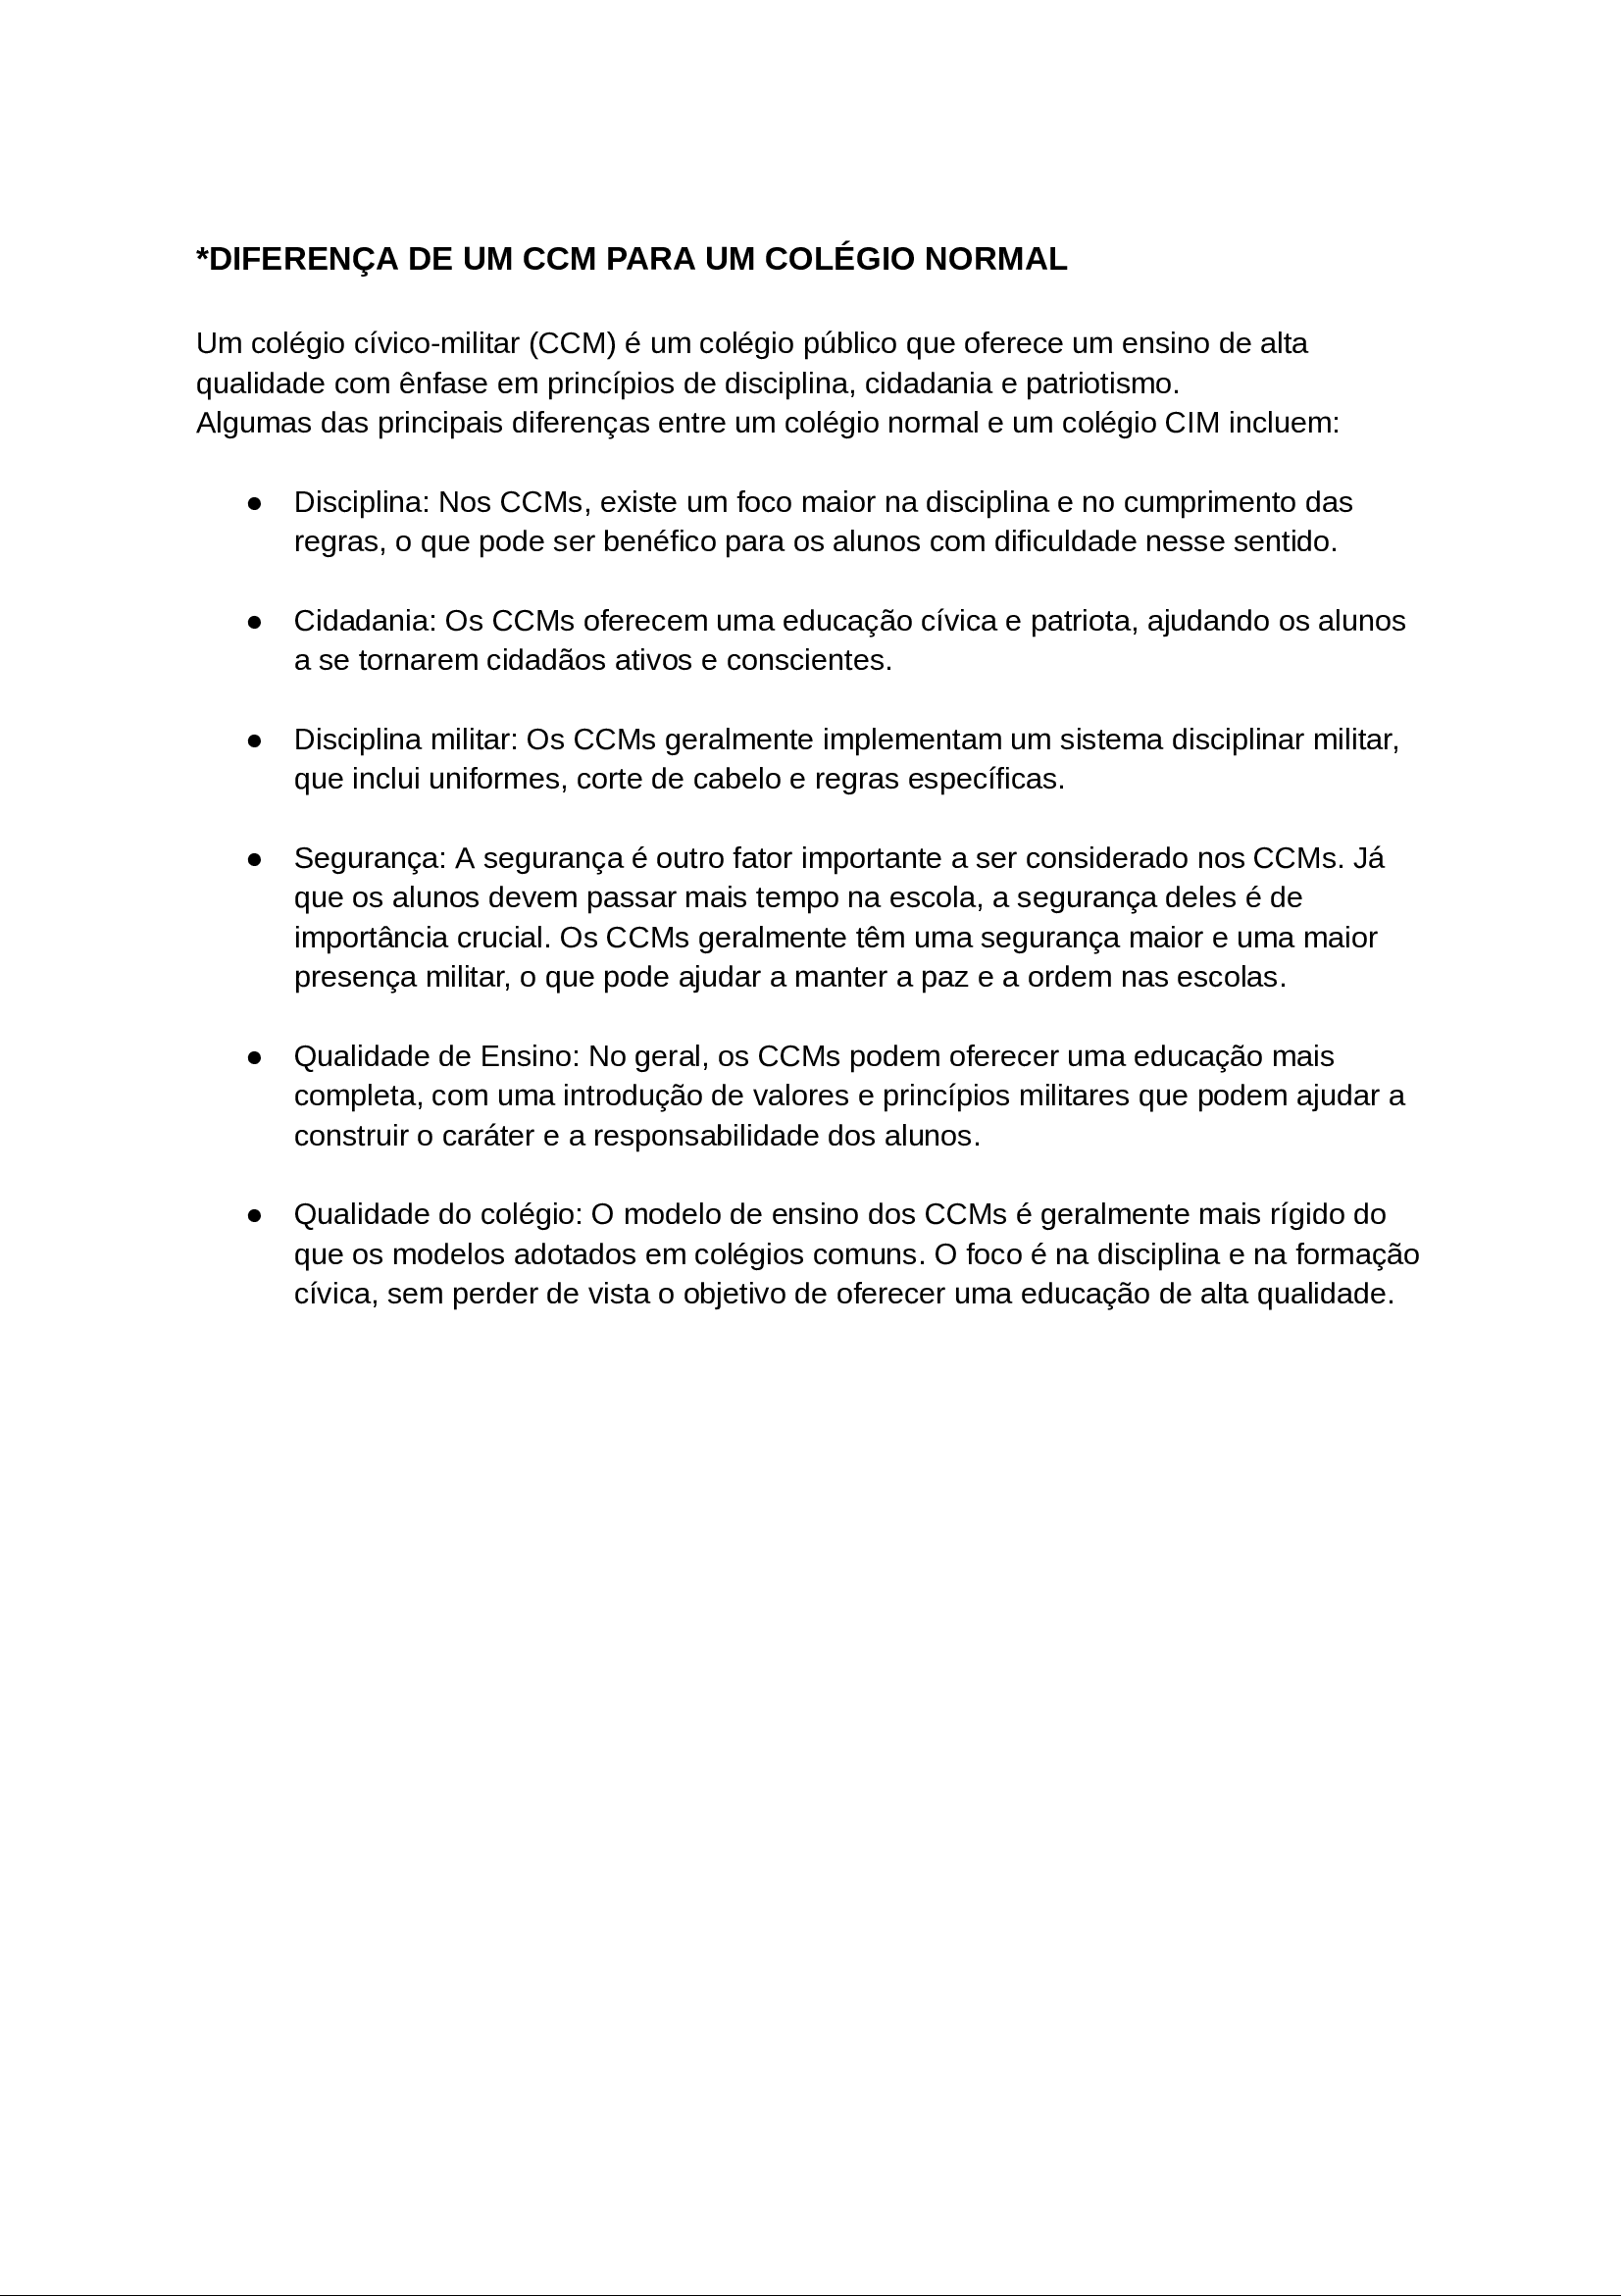 *DIFERENÇA DE UM CCM PARA UM COLÉGIO NORMAL
Um colégio cívico-militar (CCM) é um colégio público que oferece um ensino de alta
qualidade com ênfase em princípios de disciplina, cidadania e patriotismo.
Algumas das principais diferenças entre um colégio normal e um colégio CIM incluem:
● Disciplina: Nos CCMs, existe um foco maior na disciplina e no cumprimento das
regras, o que pode ser benéfico para os alunos com dificuldade nesse sentido.
● Cidadania: Os CCMs oferecem uma educação cívica e patriota, ajudando os alunos
a se tornarem cidadãos ativos e conscientes.
● Disciplina militar: Os CCMs geralmente implementam um sistema disciplinar militar,
que inclui uniformes, corte de cabelo e regras específicas.
● Segurança: A segurança é outro fator importante a ser considerado nos CCMs. Já
que os alunos devem passar mais tempo na escola, a segurança deles é de
importância crucial. Os CCMs geralmente têm uma segurança maior e uma maior
presença militar, o que pode ajudar a manter a paz e a ordem nas escolas.
● Qualidade de Ensino: No geral, os CCMs podem oferecer uma educação mais
completa, com uma introdução de valores e princípios militares que podem ajudar a
construir o caráter e a responsabilidade dos alunos.
● Qualidade do colégio: O modelo de ensino dos CCMs é geralmente mais rígido do
que os modelos adotados em colégios comuns. O foco é na disciplina e na formação
cívica, sem perder de vista o objetivo de oferecer uma educação de alta qualidade.